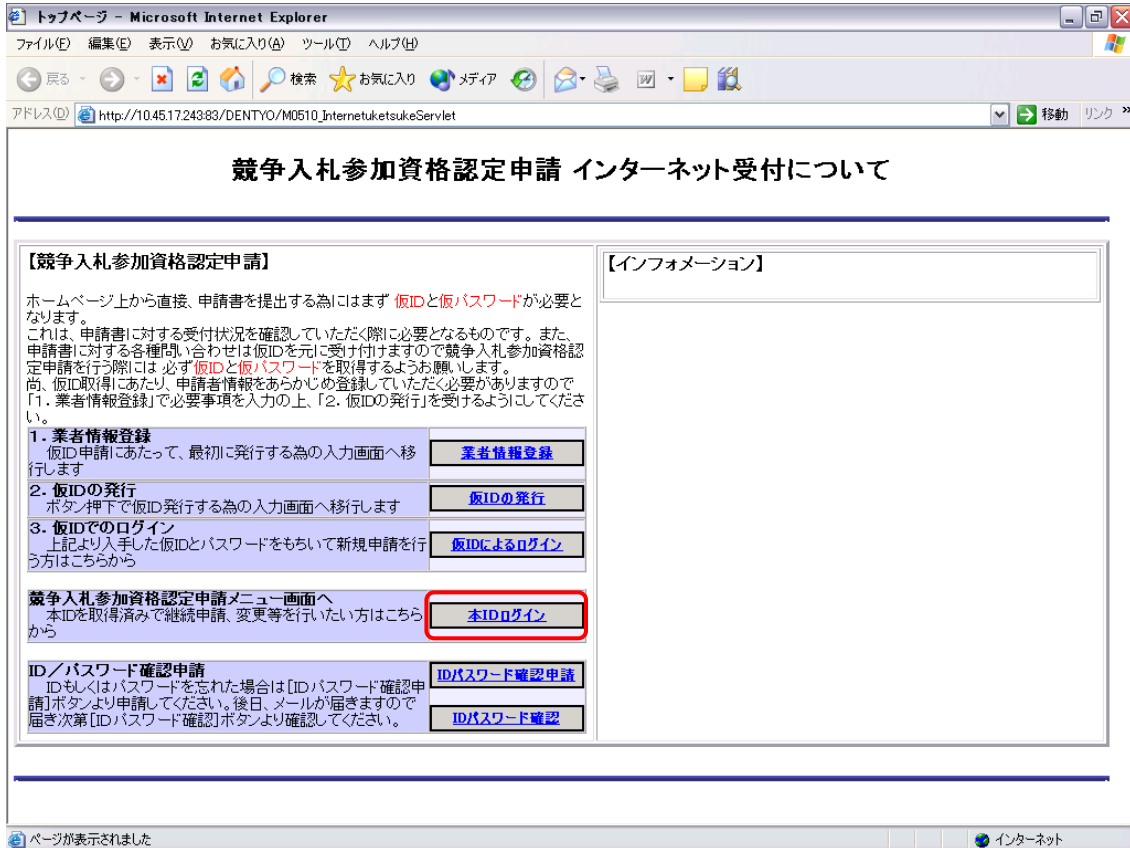 トップページ - Microsoft Internet Explorer
ファイル(F) 編集(E) 表示(V) お気に入り(A) ツール(T) ヘルプ(H)
戻る 検索 お気に入り メディア
アドレス(D) http://10.45.17.243:83/DENTYO/M0510_InternetuketsukeServlet 移動 リンク »
競争入札参加資格認定申請 インターネット受付について
【競争入札参加資格認定申請】
ホームページ上から直接、申請書を提出する為にはまず 仮IDと仮パスワードが必要と
なります。
これは、申請書に対する受付状況を確認していただく際に必要となるものです。また、
申請書に対する各種問い合わせは仮IDを元に受け付けますので競争入札参加資格認
定申請を行う際には 必ず仮IDと仮パスワードを取得するようお願いします。
尚、仮ID取得にあたり、申請者情報をあらかじめ登録していただく必要がありますので
「1．業者情報登録」で必要事項を入力の上、「2．仮IDの発行」を受けるようにしてくださ
い。
1．業者情報登録
仮ID申請にあたって、最初に発行する為の入力画面へ移
行します
業者情報登録
2．仮IDの発行
ボタン押下で仮ID発行する為の入力画面へ移行します
仮IDの発行
3．仮IDでのログイン
上記より入手した仮IDとパスワードをもちいて新規申請を行
う方はこちらから
仮IDによるログイン
競争入札参加資格認定申請メニュー画面へ
本IDを取得済みで継続申請、変更等を行いたい方はこちら
から
本IDログイン
ID／パスワード確認申請
IDもしくはパスワードを忘れた場合は[IDパスワード確認申
請]ボタンより申請してください。後日、メールが届きますので
届き次第[IDパスワード確認]ボタンより確認してください。
IDパスワード確認申請
IDパスワード確認
【インフォメーション】
ページが表示されました インターネット